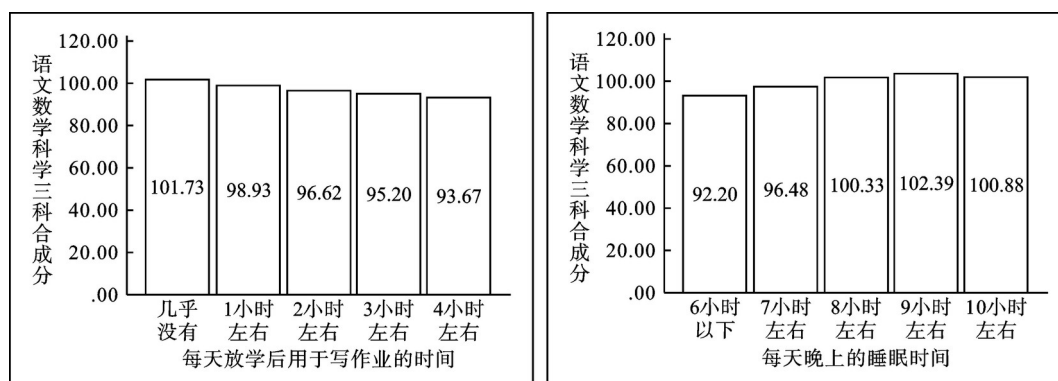 语文数学科学三科合成分
120.00
100.00
80.00
60.00
40.00
20.00
.00
101.73 98.93 96.62 95.20 93.67
几乎没有 1小时左右 2小时左右 3小时左右 4小时左右
每天放学后用于写作业的时间
语文数学科学三科合成分
120.00
100.00
80.00
60.00
40.00
20.00
.00
92.20 96.48 100.33 102.39 100.88
6小时以下 7小时左右 8小时左右 9小时左右 10小时左右
每天晚上的睡眠时间